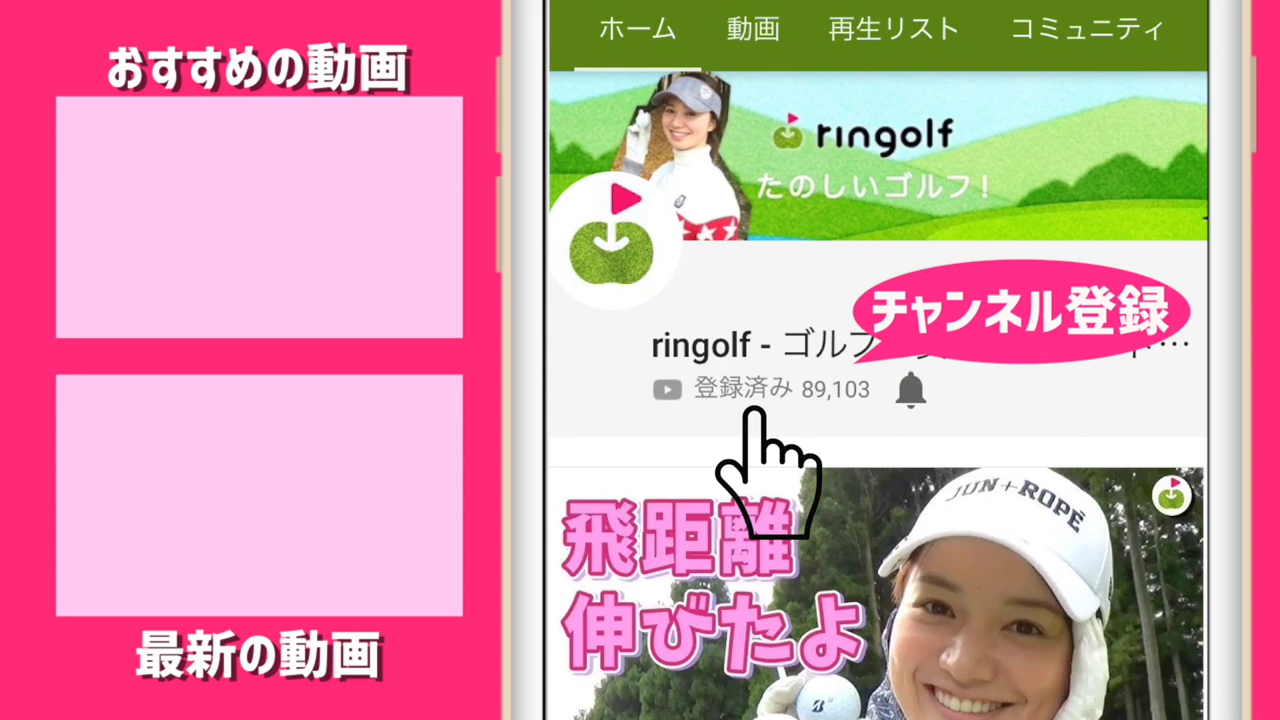 おすすめの動画
最新の動画
ホーム 動画 再生リスト コミュニティ
ringolf
たのしいゴルフ!
チャンネル登録
ringolf - ゴルフ
登録済み 89,103
JUN+ROPÉ
飛距離
伸びたよ
B